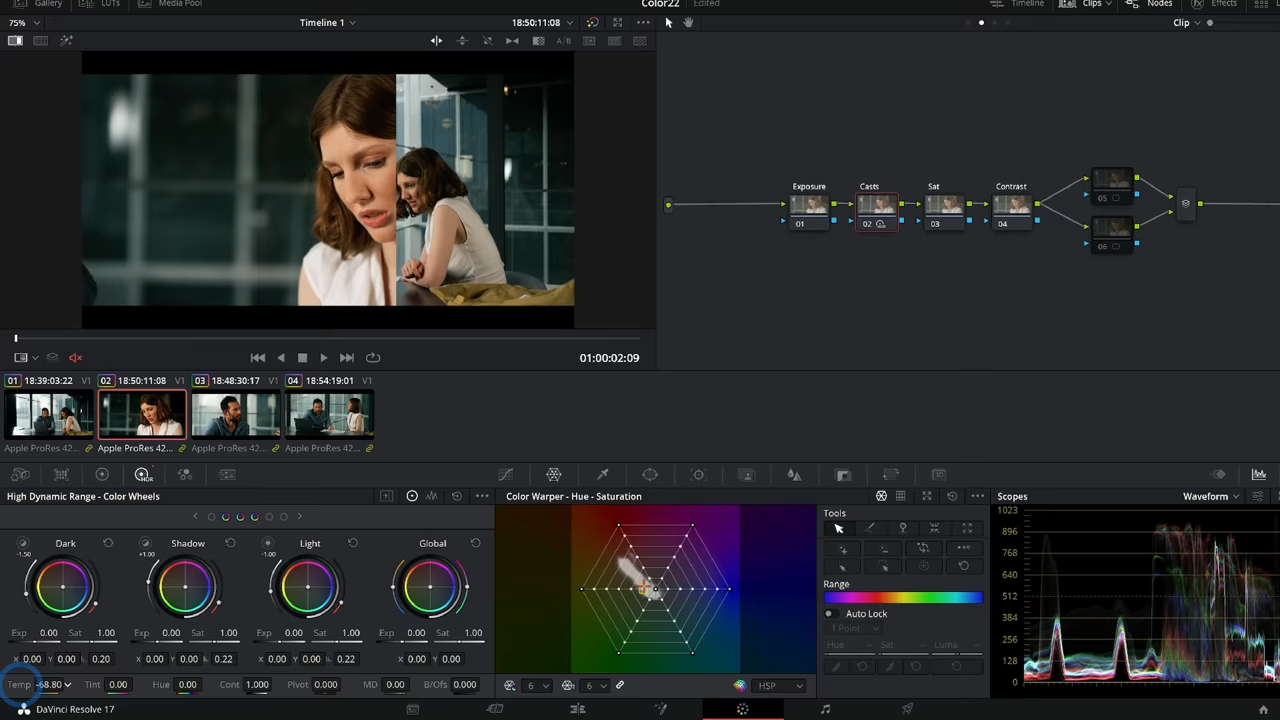 Gallery LUTs Media Pool Color22 Edited Timeline Clips Nodes Effects
75% Timeline 1 18:50:11:08 Clip
A/B
Exposure Casts Sat Contrast
01 02 03 04 05
06
01:00:02:09
01 18:39:03:22 V1 02 18:50:11:08 V1 03 18:48:30:17 V1 04 18:54:19:01 V1
Apple ProRes 42... Apple ProRes 42... Apple ProRes 42... Apple ProRes 42...
HDR 3D
High Dynamic Range - Color Wheels Color Warper - Hue - Saturation Scopes Waveform
Tools
Dark Shadow Light Global
-1.50 +1.00 -1.00
Range
Auto Lock
1 Point
Exp 0.00 Sat 1.00 Exp 0.00 Sat 1.00 Exp 0.00 Sat 1.00 Exp 0.00 Sat 1.00
Hue Sat Luma
X 0.00 Y 0.00 0.20 X 0.00 Y 0.00 0.22 X 0.00 Y 0.00 0.22 X 0.00 Y 0.00
Temp -68.80 Tint 0.00 Hue 0.00 Cont 1.000 Pivot 0.000 MD 0.00 B/Ofs 0.000
6 6 HSP
1023
896
768
640
512
384
256
128
0
DaVinci Resolve 17